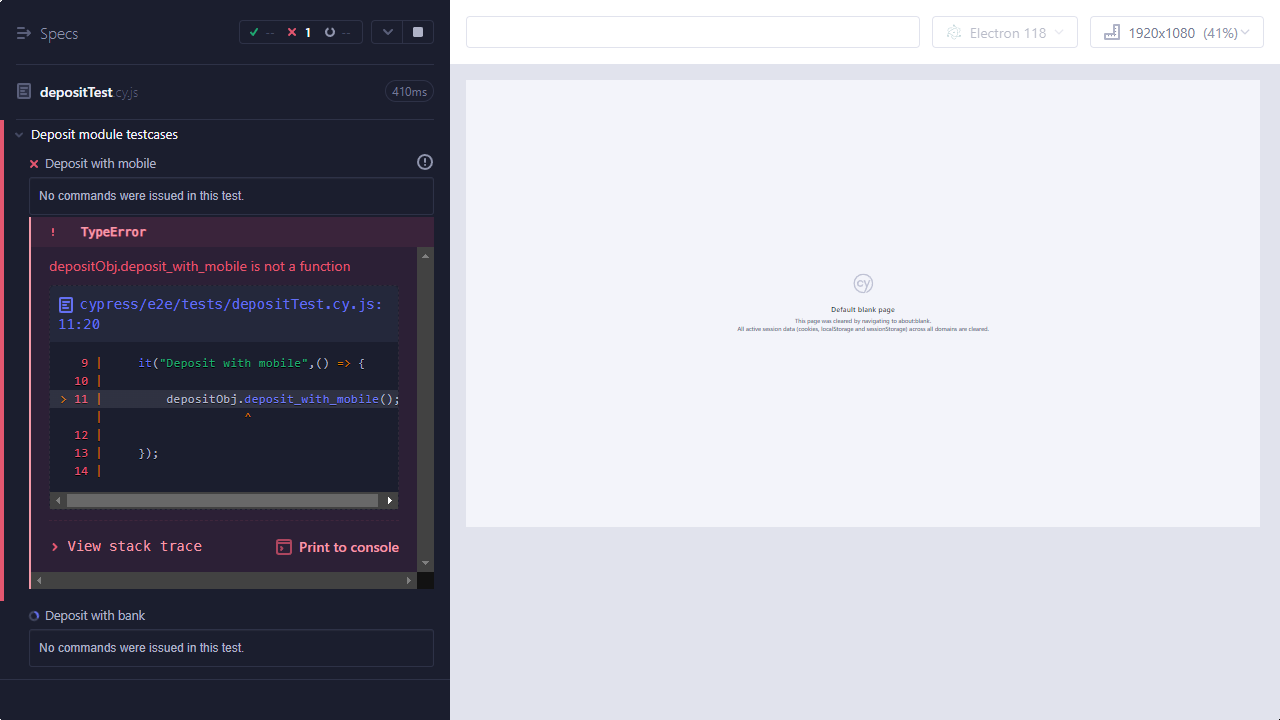 Specs
-- 1 --
Electron 118
1920x1080 (41%)
depositTest.cy.js
410ms
Deposit module testcases
Deposit with mobile
No commands were issued in this test.
! TypeError
depositObj.deposit_with_mobile is not a function
cypress/e2e/tests/depositTest.cy.js:
11:20
9 | it("Deposit with mobile",() => {
10 |
> 11 | depositObj.deposit_with_mobile();
| ^
12 |
13 | });
14 |
> View stack trace
Print to console
Deposit with bank
No commands were issued in this test.
cy
Default blank page
This page was cleared by navigating to about:blank.
All active session data (cookies, localStorage and sessionStorage) across all domains are cleared.